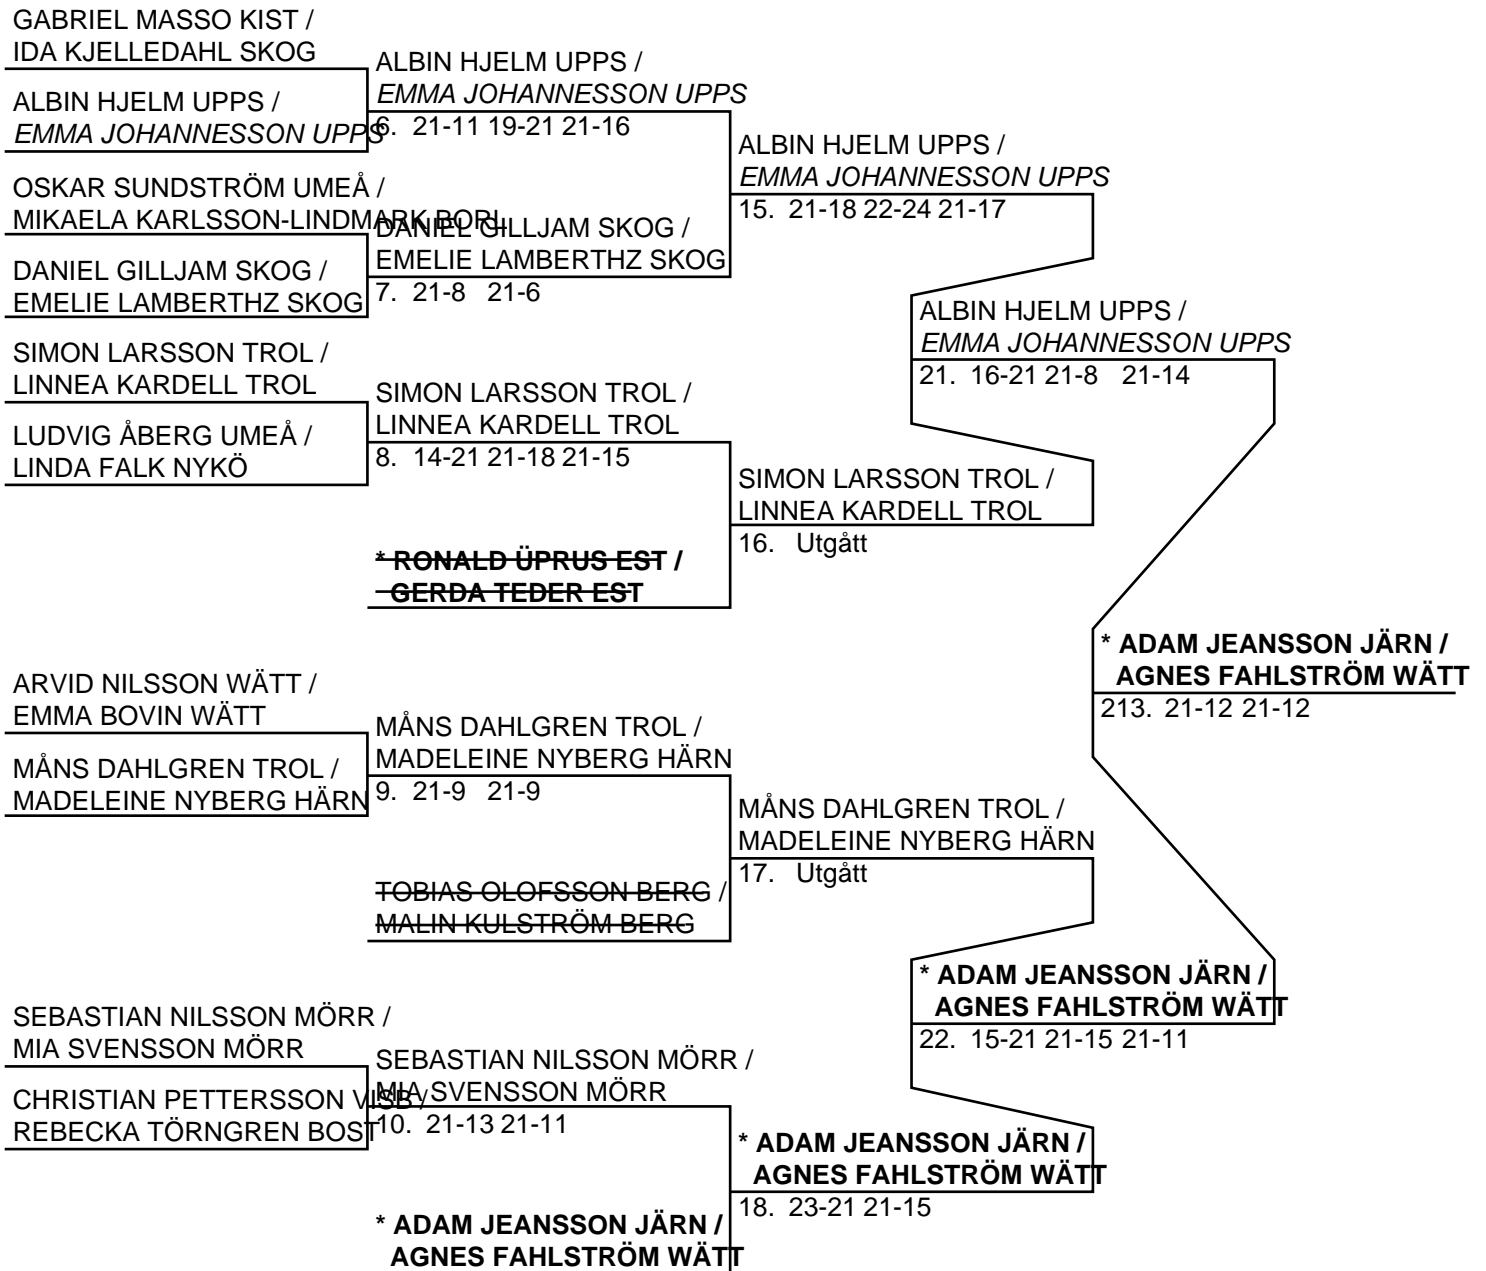 GABRIEL MASSO KIST /
IDA KJELLEDAHL SKOG
ALBIN HJELM UPPS /
EMMA JOHANNESSON UPPS
OSKAR SUNDSTRÖM UMEÅ /
MIKAELA KARLSSON-LINDMARK BORL
DANIEL GILLJAM SKOG /
EMELIE LAMBERTHZ SKOG
SIMON LARSSON TROL /
LINNEA KARDELL TROL
LUDVIG ÅBERG UMEÅ /
LINDA FALK NYKÖ
ARVID NILSSON WÄTT /
EMMA BOVIN WÄTT
MÅNS DAHLGREN TROL /
MADELEINE NYBERG HÄRN
SEBASTIAN NILSSON MÖRR /
MIA SVENSSON MÖRR
CHRISTIAN PETTERSSON VISB /
REBECKA TÖRNGREN BOST
ALBIN HJELM UPPS /
EMMA JOHANNESSON UPPS
6. 21-11 19-21 21-16
DANIEL GILLJAM SKOG /
EMELIE LAMBERTHZ SKOG
7. 21-8 21-6
SIMON LARSSON TROL /
LINNEA KARDELL TROL
8. 14-21 21-18 21-15
* RONALD ÜPRUS EST /
GERDA TEDER EST
MÅNS DAHLGREN TROL /
MADELEINE NYBERG HÄRN
9. 21-9 21-9
TOBIAS OLOFSSON BERG /
MALIN KULSTRÖM BERG
SEBASTIAN NILSSON MÖRR /
MIA SVENSSON MÖRR
10. 21-13 21-11
* ADAM JEANSSON JÄRN /
AGNES FAHLSTRÖM WÄTT
ALBIN HJELM UPPS /
EMMA JOHANNESSON UPPS
15. 21-18 22-24 21-17
SIMON LARSSON TROL /
LINNEA KARDELL TROL
16. Utgått
MÅNS DAHLGREN TROL /
MADELEINE NYBERG HÄRN
17. Utgått
* ADAM JEANSSON JÄRN /
AGNES FAHLSTRÖM WÄTT
18. 23-21 21-15
ALBIN HJELM UPPS /
EMMA JOHANNESSON UPPS
21. 16-21 21-8 21-14
* ADAM JEANSSON JÄRN /
AGNES FAHLSTRÖM WÄTT
22. 15-21 21-15 21-11
* ADAM JEANSSON JÄRN /
AGNES FAHLSTRÖM WÄTT
213. 21-12 21-12